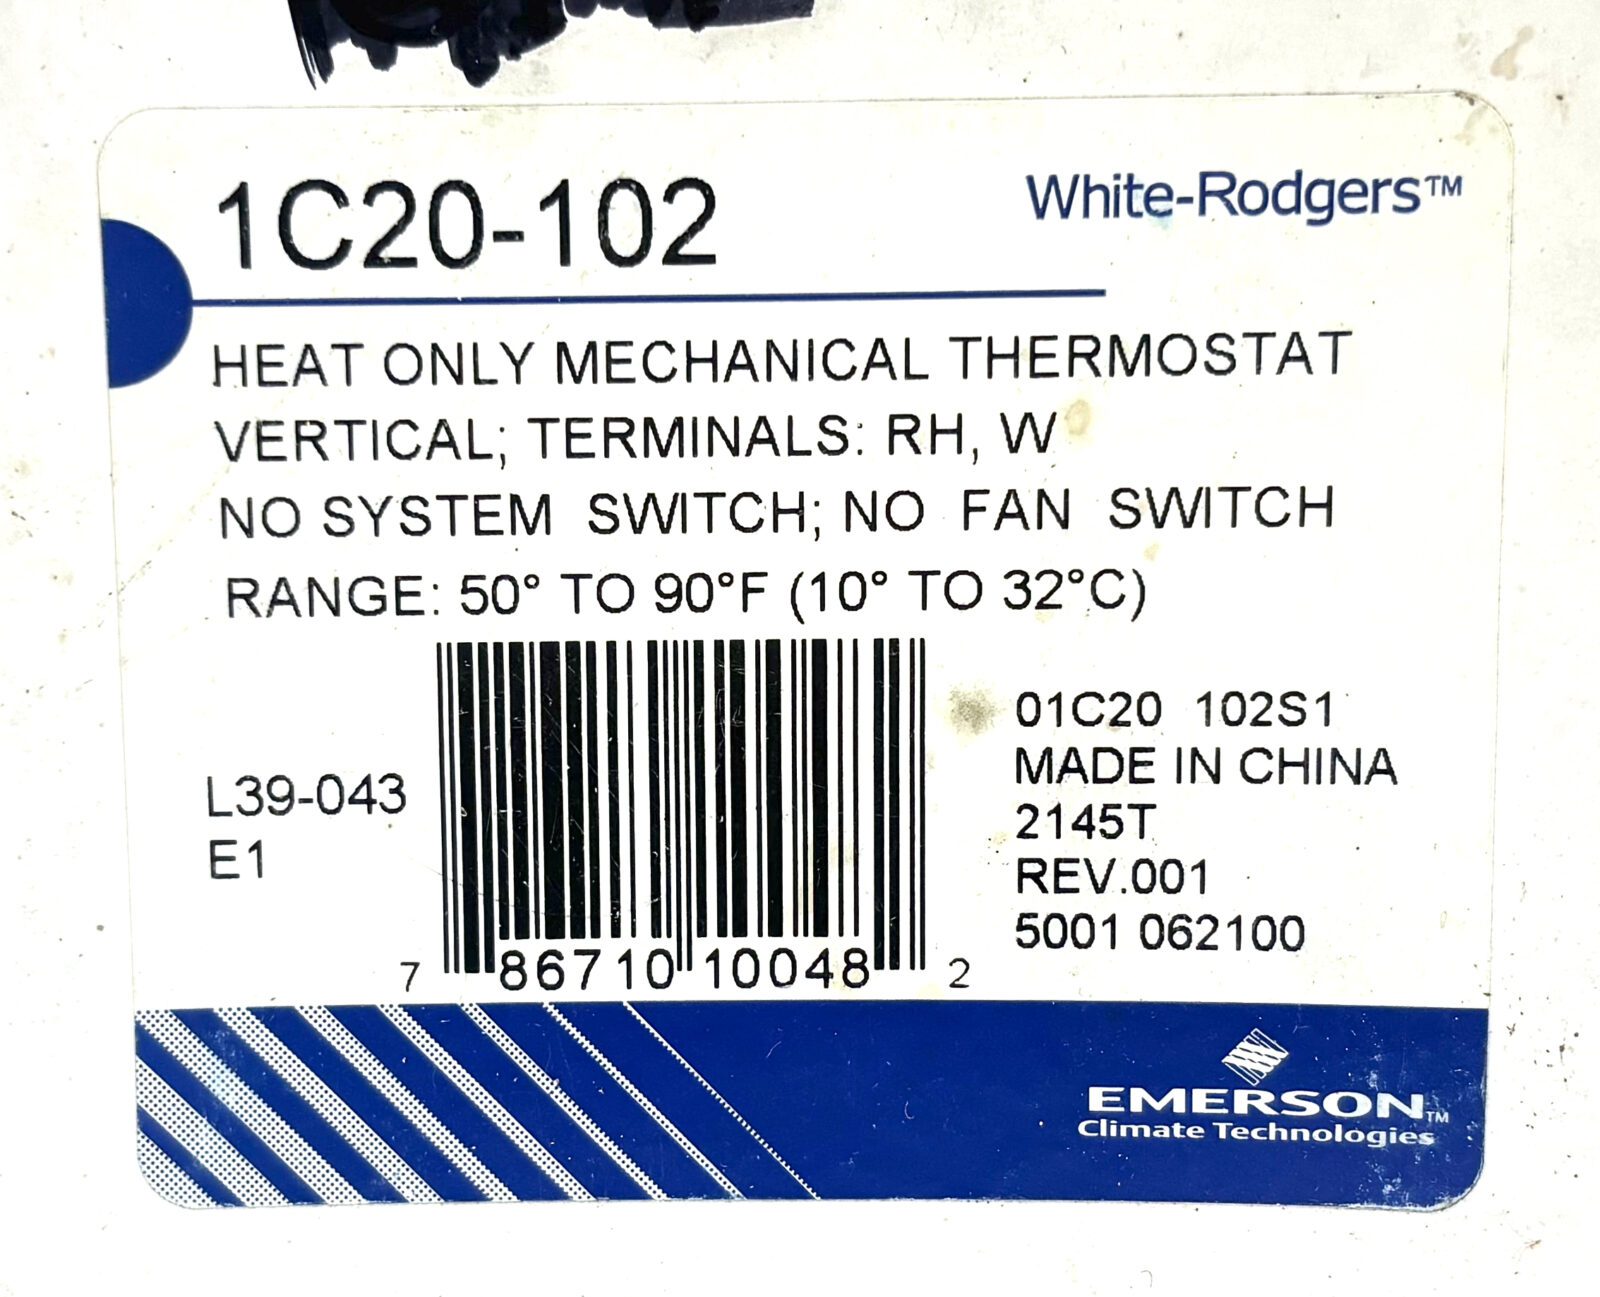 1C20-102
White-Rodgers™
HEAT ONLY MECHANICAL THERMOSTAT
VERTICAL; TERMINALS: RH, W
NO SYSTEM SWITCH; NO FAN SWITCH
RANGE: 50° TO 90°F (10° TO 32°C)
L39-043
E1
7 86710 10048 2
01C20 102S1
MADE IN CHINA
2145T
REV.001
5001 062100
EMERSON™
Climate Technologies